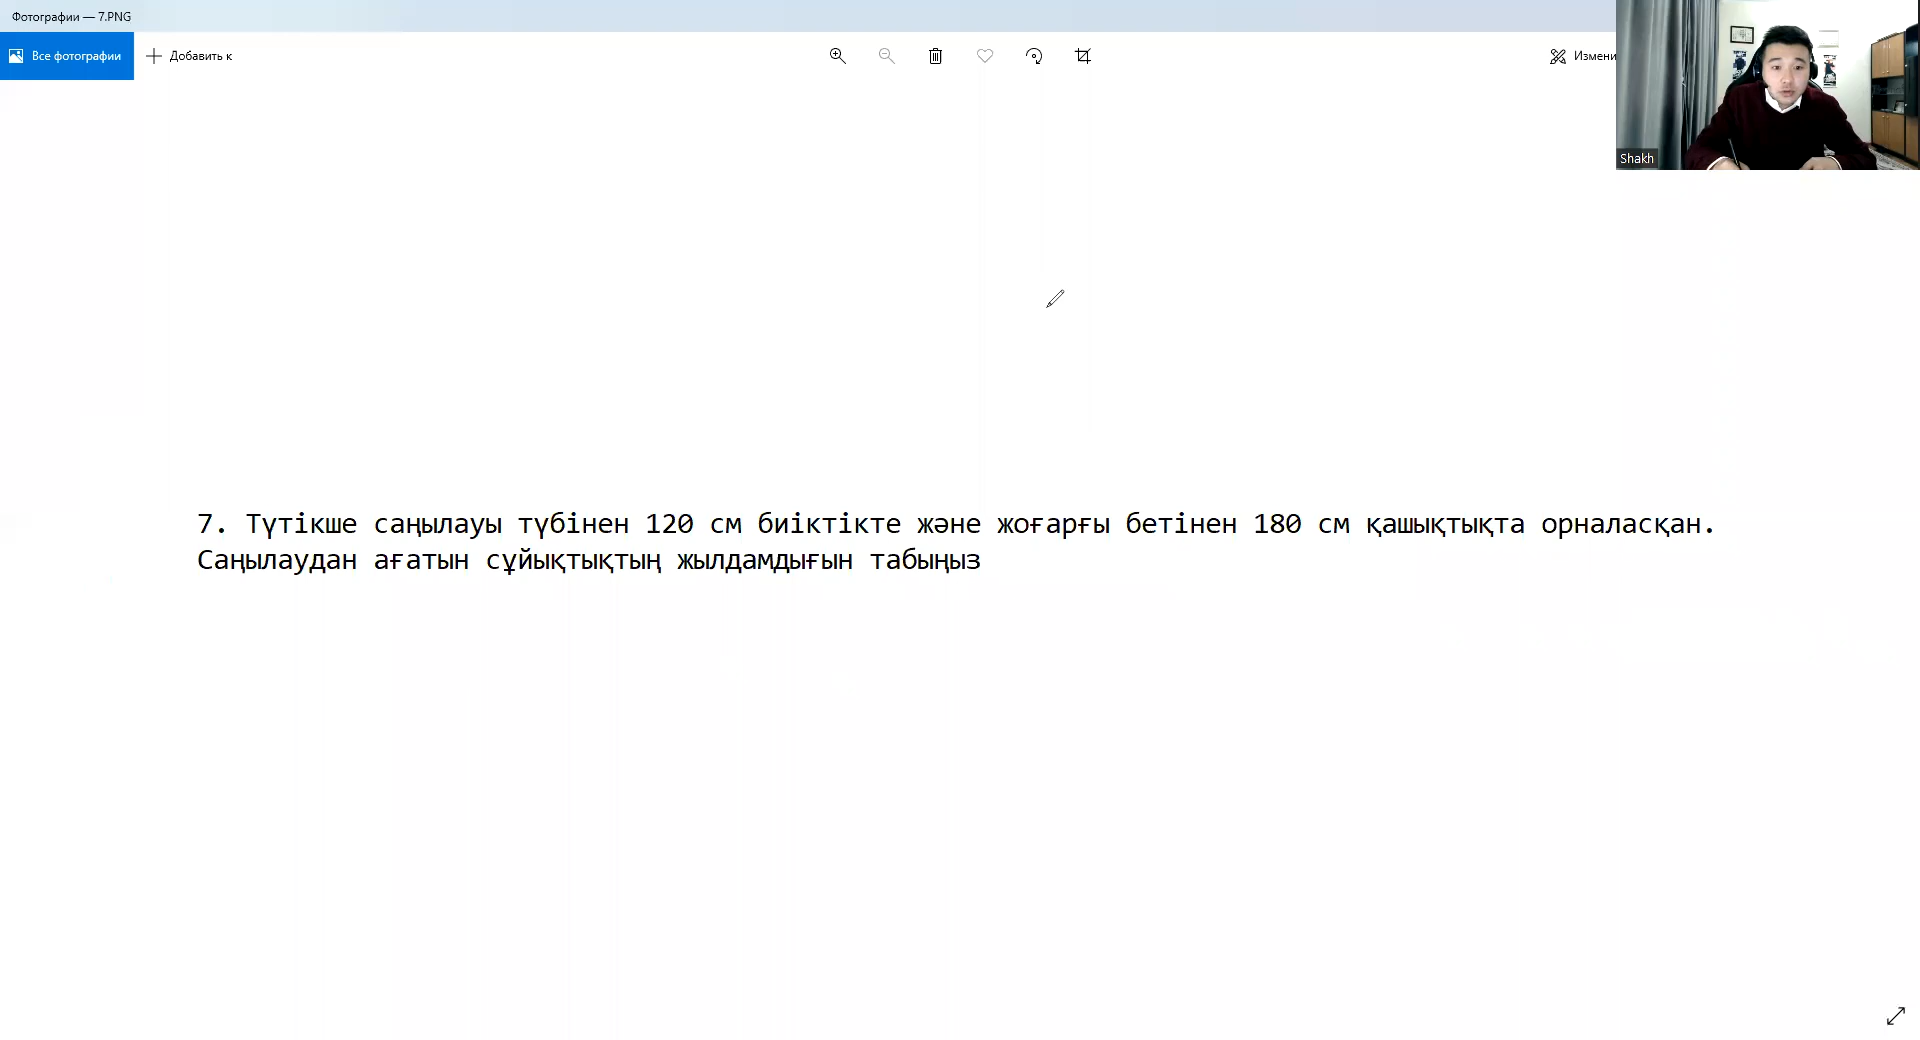 Фотографии — 7.PNG
Все фотографии
Добавить к
Измени
Shakh
7. Түтікше саңылауы түбінен 120 см биіктікте және жоғарғы бетінен 180 см қашықтықта орналасқан.
Саңылаудан ағатын сұйықтықтың жылдамдығын табыңыз